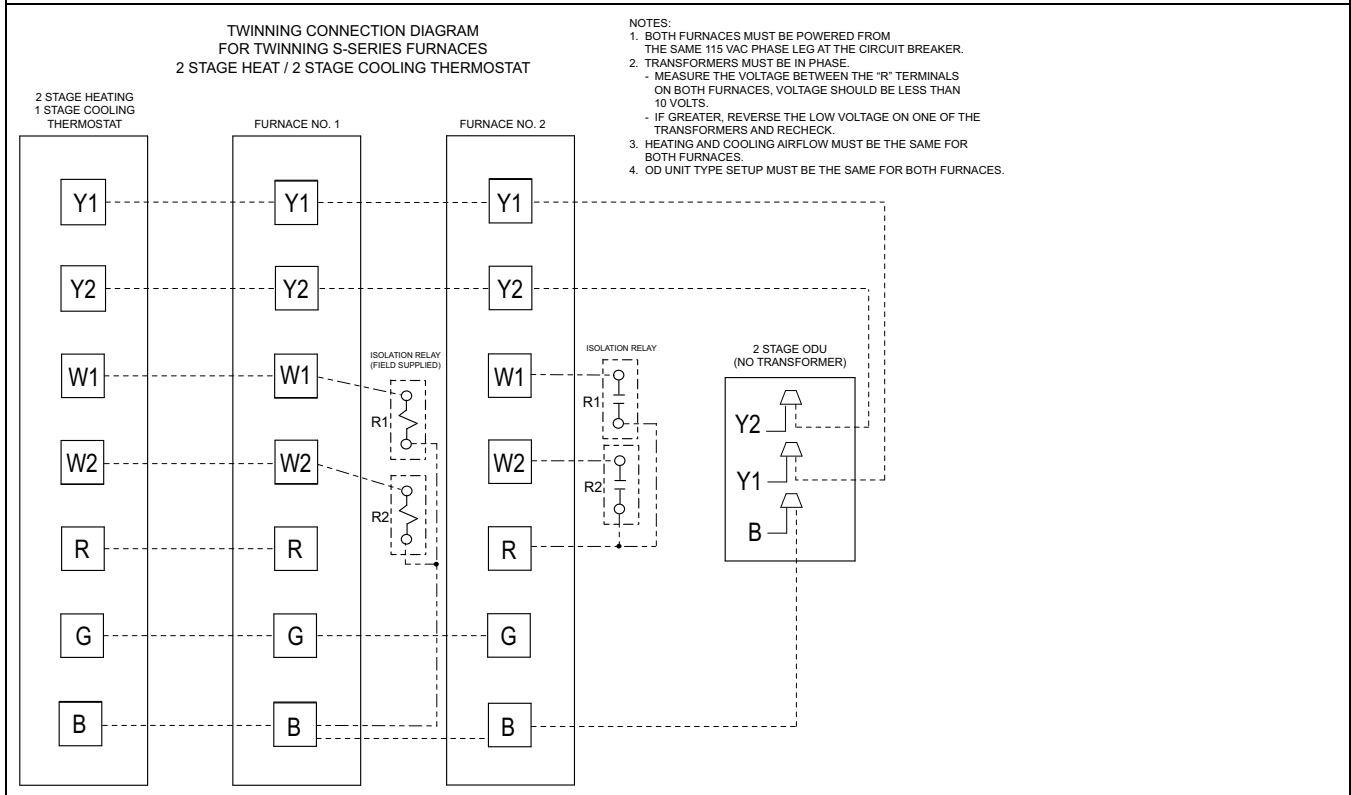 TWINNING CONNECTION DIAGRAM
FOR TWINNING S-SERIES FURNACES
2 STAGE HEAT / 2 STAGE COOLING THERMOSTAT
NOTES:
1. BOTH FURNACES MUST BE POWERED FROM
THE SAME 115 VAC PHASE LEG AT THE CIRCUIT BREAKER.
2. TRANSFORMERS MUST BE IN PHASE.
- MEASURE THE VOLTAGE BETWEEN THE “R” TERMINALS
ON BOTH FURNACES, VOLTAGE SHOULD BE LESS THAN
10 VOLTS.
- IF GREATER, REVERSE THE LOW VOLTAGE ON ONE OF THE
TRANSFORMERS AND RECHECK.
3. HEATING AND COOLING AIRFLOW MUST BE THE SAME FOR
BOTH FURNACES.
4. OD UNIT TYPE SETUP MUST BE THE SAME FOR BOTH FURNACES.
2 STAGE HEATING
1 STAGE COOLING
THERMOSTAT
Y1
Y2
W1
W2
R
G
B
FURNACE NO. 1
Y1
Y2
W1
W2
R
G
B
ISOLATION RELAY
(FIELD SUPPLIED)
R1
R2
FURNACE NO. 2
Y1
Y2
W1
W2
R
G
B
ISOLATION RELAY
R1
R2
2 STAGE ODU
(NO TRANSFORMER)
Y2
Y1
B